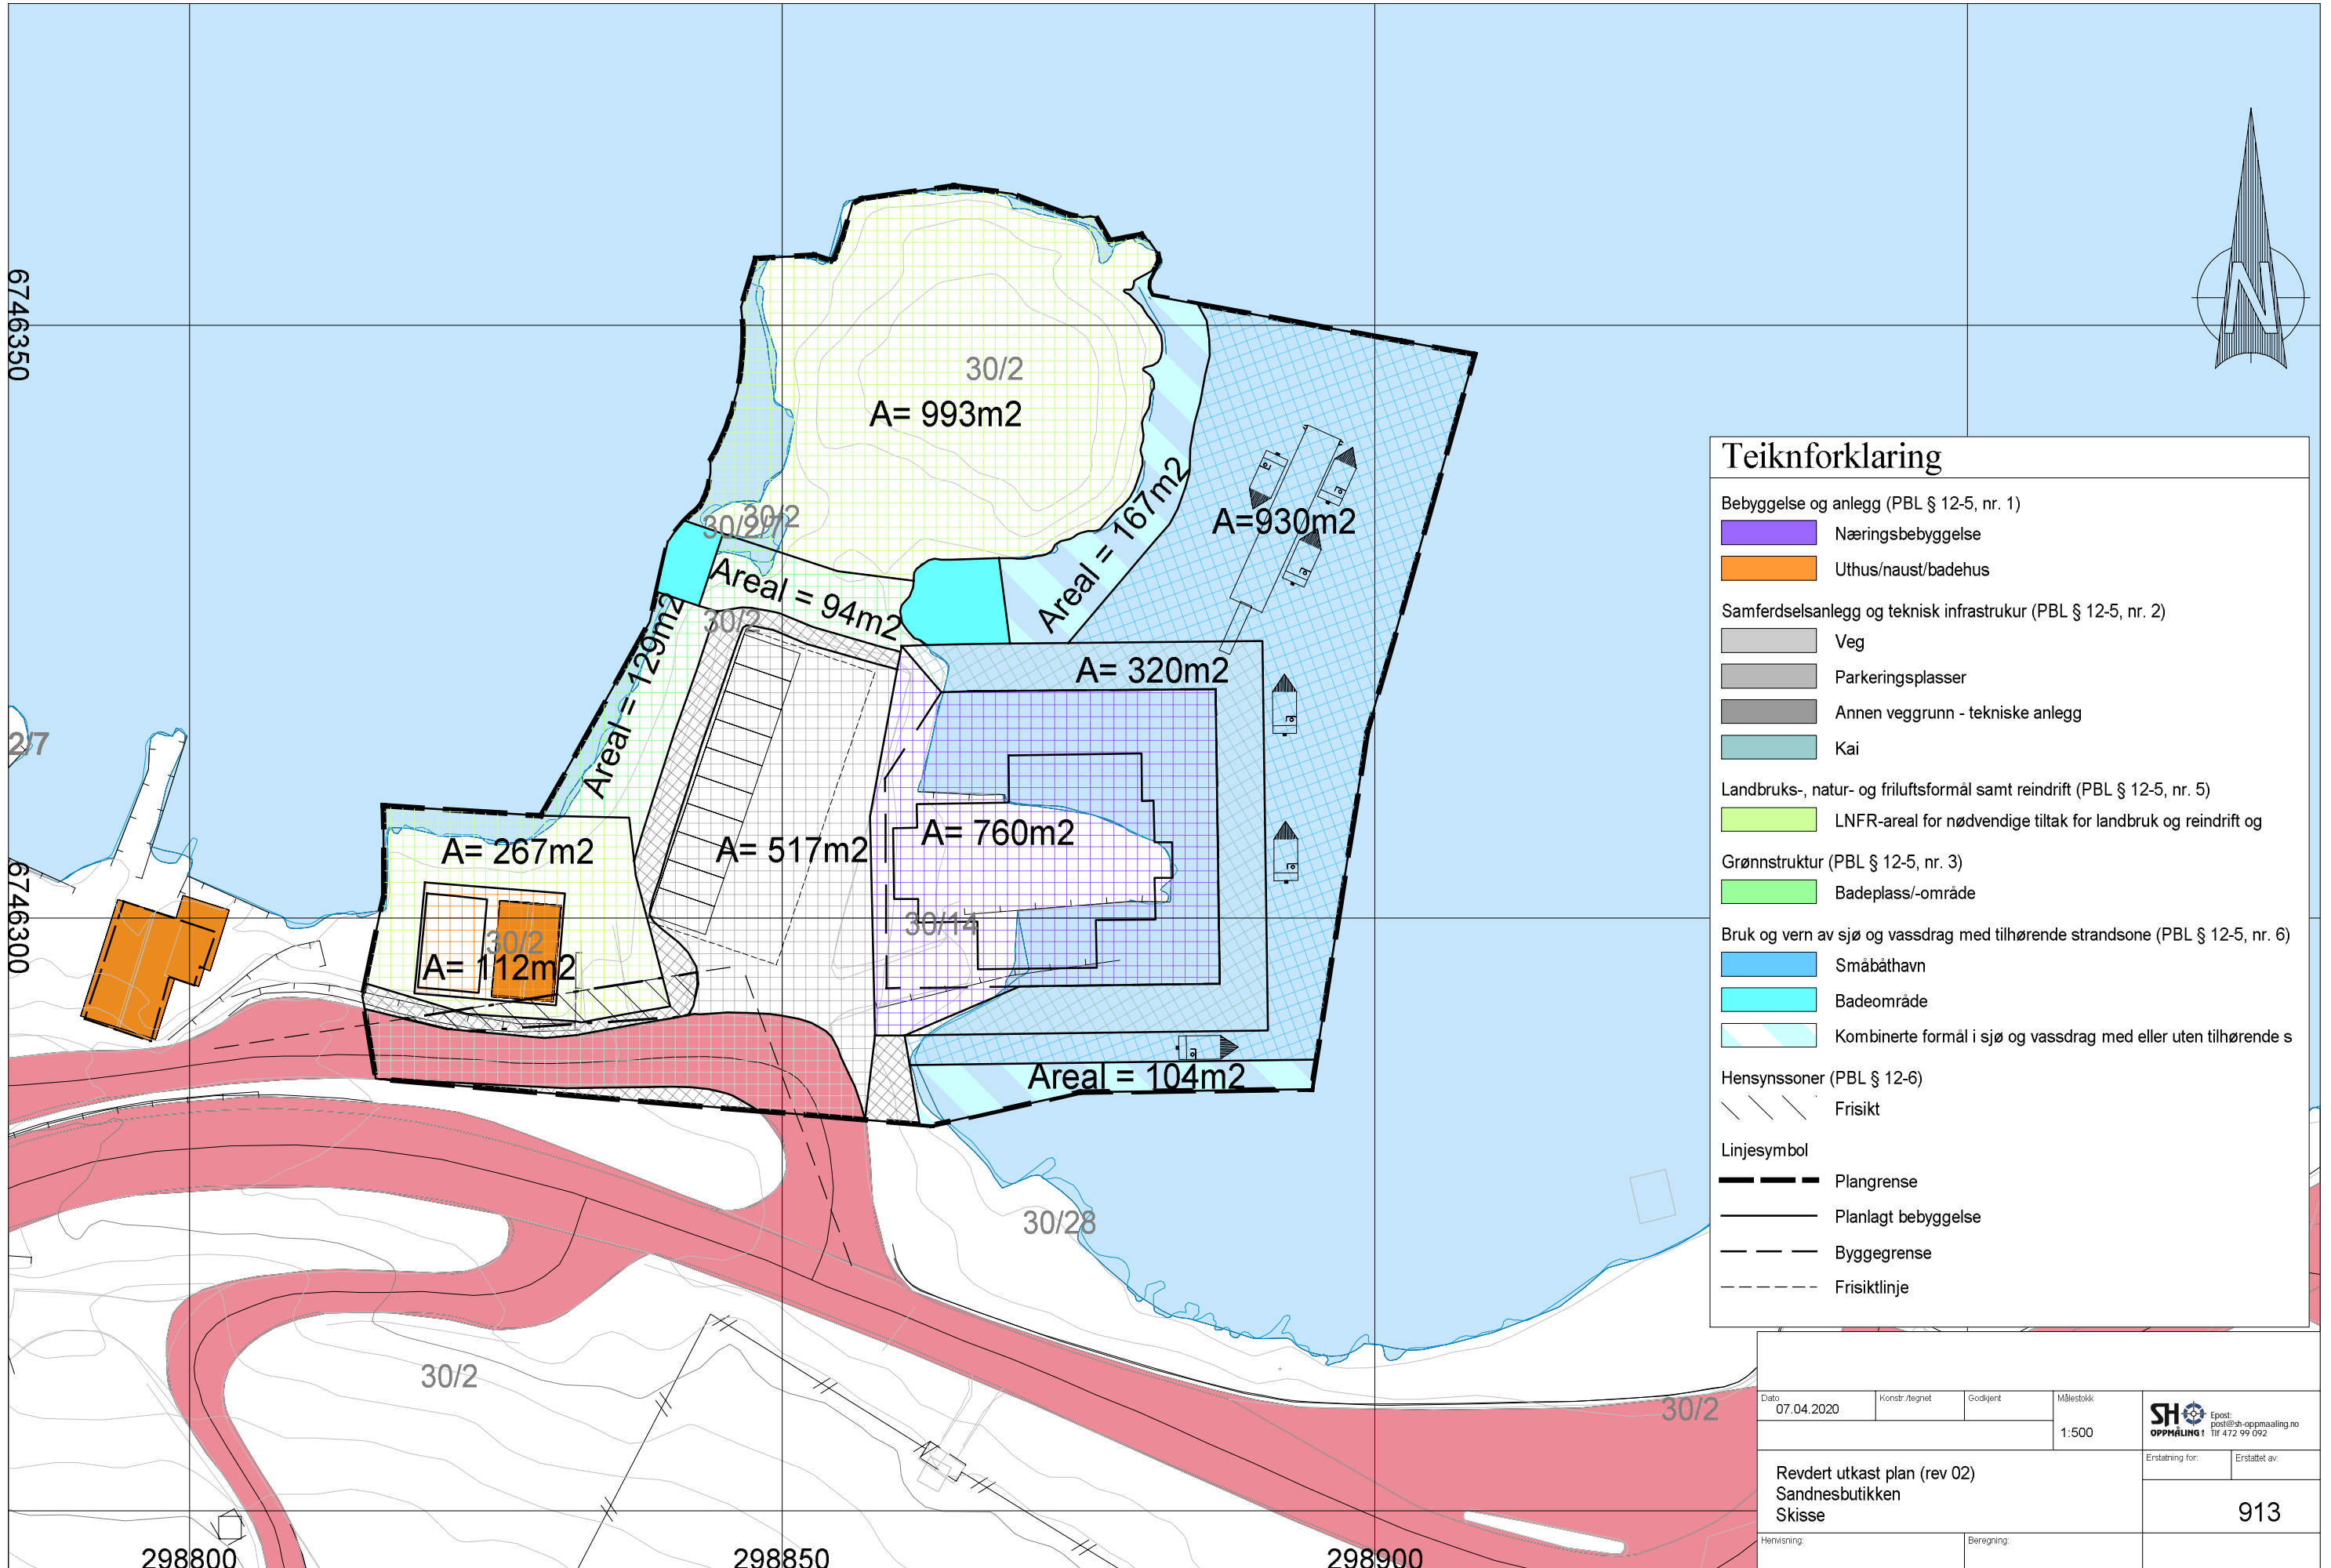 6746350
30/2
A= 993m2
Areal = 167m2
A=930m2
30/2/7
30/2
Areal = 94m2
30/2
Areal = 129m2
A= 320m2
2/7
A= 267m2
A= 517m2
A= 760m2
6746300
30/14
30/2
A= 112m2
Areal = 104m2
30/28
30/2
30/2
298800
298850
298900
N
Teiknforklaring
Bebyggelse og anlegg (PBL § 12-5, nr. 1)
Næringsbebyggelse
Uthus/naust/badehus
Samferdselsanlegg og teknisk infrastrukur (PBL § 12-5, nr. 2)
Veg
Parkeringsplasser
Annen veggrunn - tekniske anlegg
Kai
Landbruks-, natur- og friluftsformål samt reindrift (PBL § 12-5, nr. 5)
LNFR-areal for nødvendige tiltak for landbruk og reindrift og
Grønnstruktur (PBL § 12-5, nr. 3)
Badeplass/-område
Bruk og vern av sjø og vassdrag med tilhørende strandsone (PBL § 12-5, nr. 6)
Småbåthavn
Badeområde
Kombinerte formål i sjø og vassdrag med eller uten tilhørende s
Hensynssoner (PBL § 12-6)
Frisikt
Linjesymbol
Plangrense
Planlagt bebyggelse
Byggegrense
Frisiktlinje
Dato
07.04.2020
Konstr./tegnet
Godkjent
Målestokk
1:500
SH
OPPMÅLING
Epost:
post@sh-oppmaaling.no
Tlf 472 99 092
Erstatning for:
Erstattet av:
Revdert utkast plan (rev 02)
Sandnesbutikken
Skisse
913
Henvisning:
Beregning: